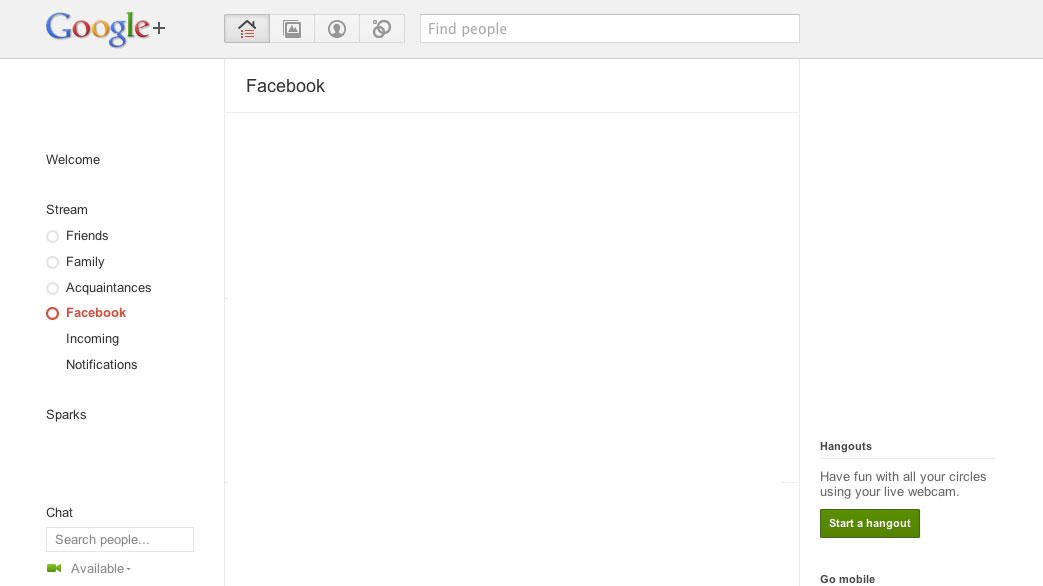 Google+
Find people
Facebook
Welcome
Stream
Friends
Family
Acquaintances
Facebook
Incoming
Notifications
Sparks
Chat
Search people...
Available
Hangouts
Have fun with all your circles
using your live webcam.
Start a hangout
Go mobile